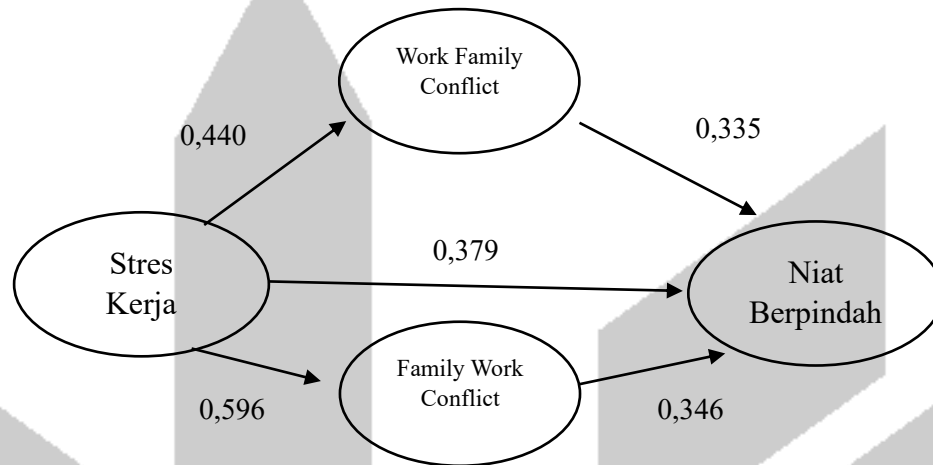 Work Family
Conflict
0,440
0,335
0,379
Stres
Kerja
Niat
Berpindah
Family Work
Conflict
0,596
0,346